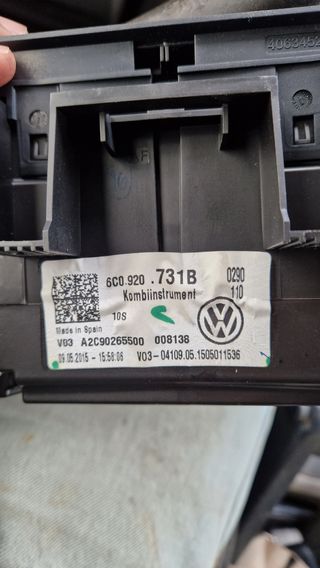 6C0.920 .731B 0290
Kombiinstrument 110
10S
Made in Spain
V03 A2C90265500 008138
09.05.2015 - 15:58:06 V03-04109.05.1505011536